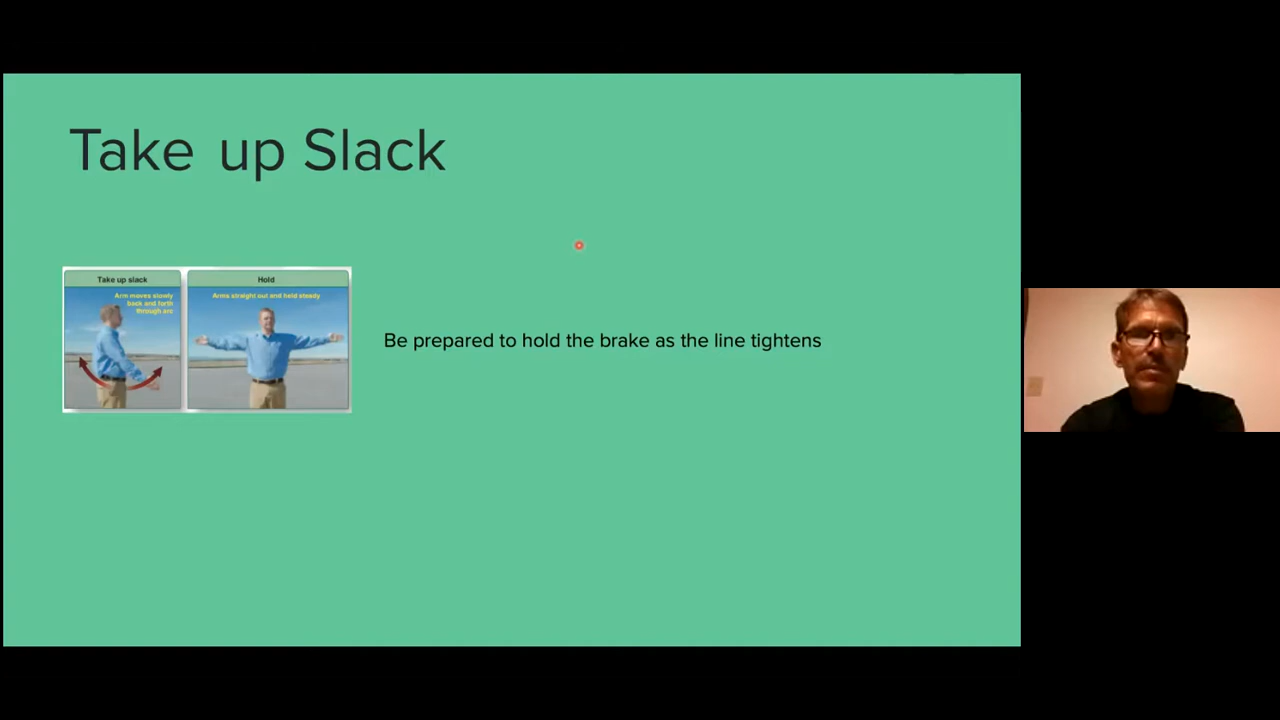 Take up Slack
Take up slack
Arm moves slowly
back and forth
through arc
Hold
Arms straight out and held steady
Be prepared to hold the brake as the line tightens